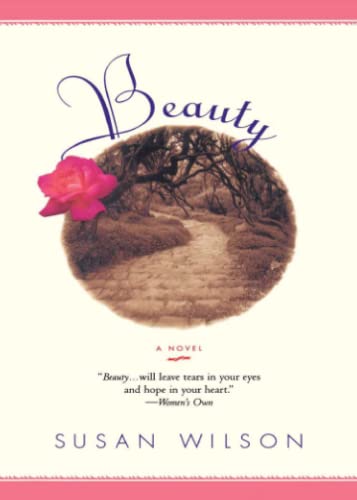 Beauty
A NOVEL
"Beauty...will leave tears in your eyes
and hope in your heart."
—Women's Own
SUSAN WILSON